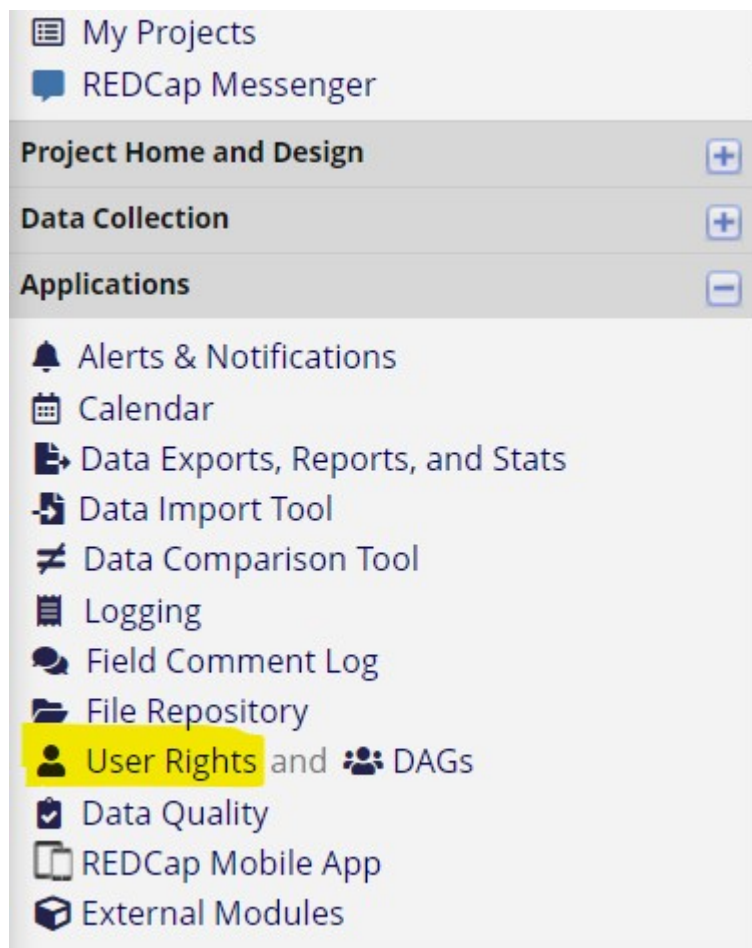 My Projects
REDCap Messenger
Project Home and Design
Data Collection
Applications
Alerts & Notifications
Calendar
Data Exports, Reports, and Stats
Data Import Tool
Data Comparison Tool
Logging
Field Comment Log
File Repository
User Rights and DAGs
Data Quality
REDCap Mobile App
External Modules